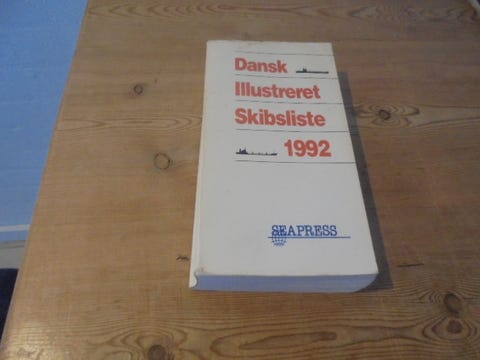 Dansk
Illustreret
Skibsliste
1992
SEAPRESS